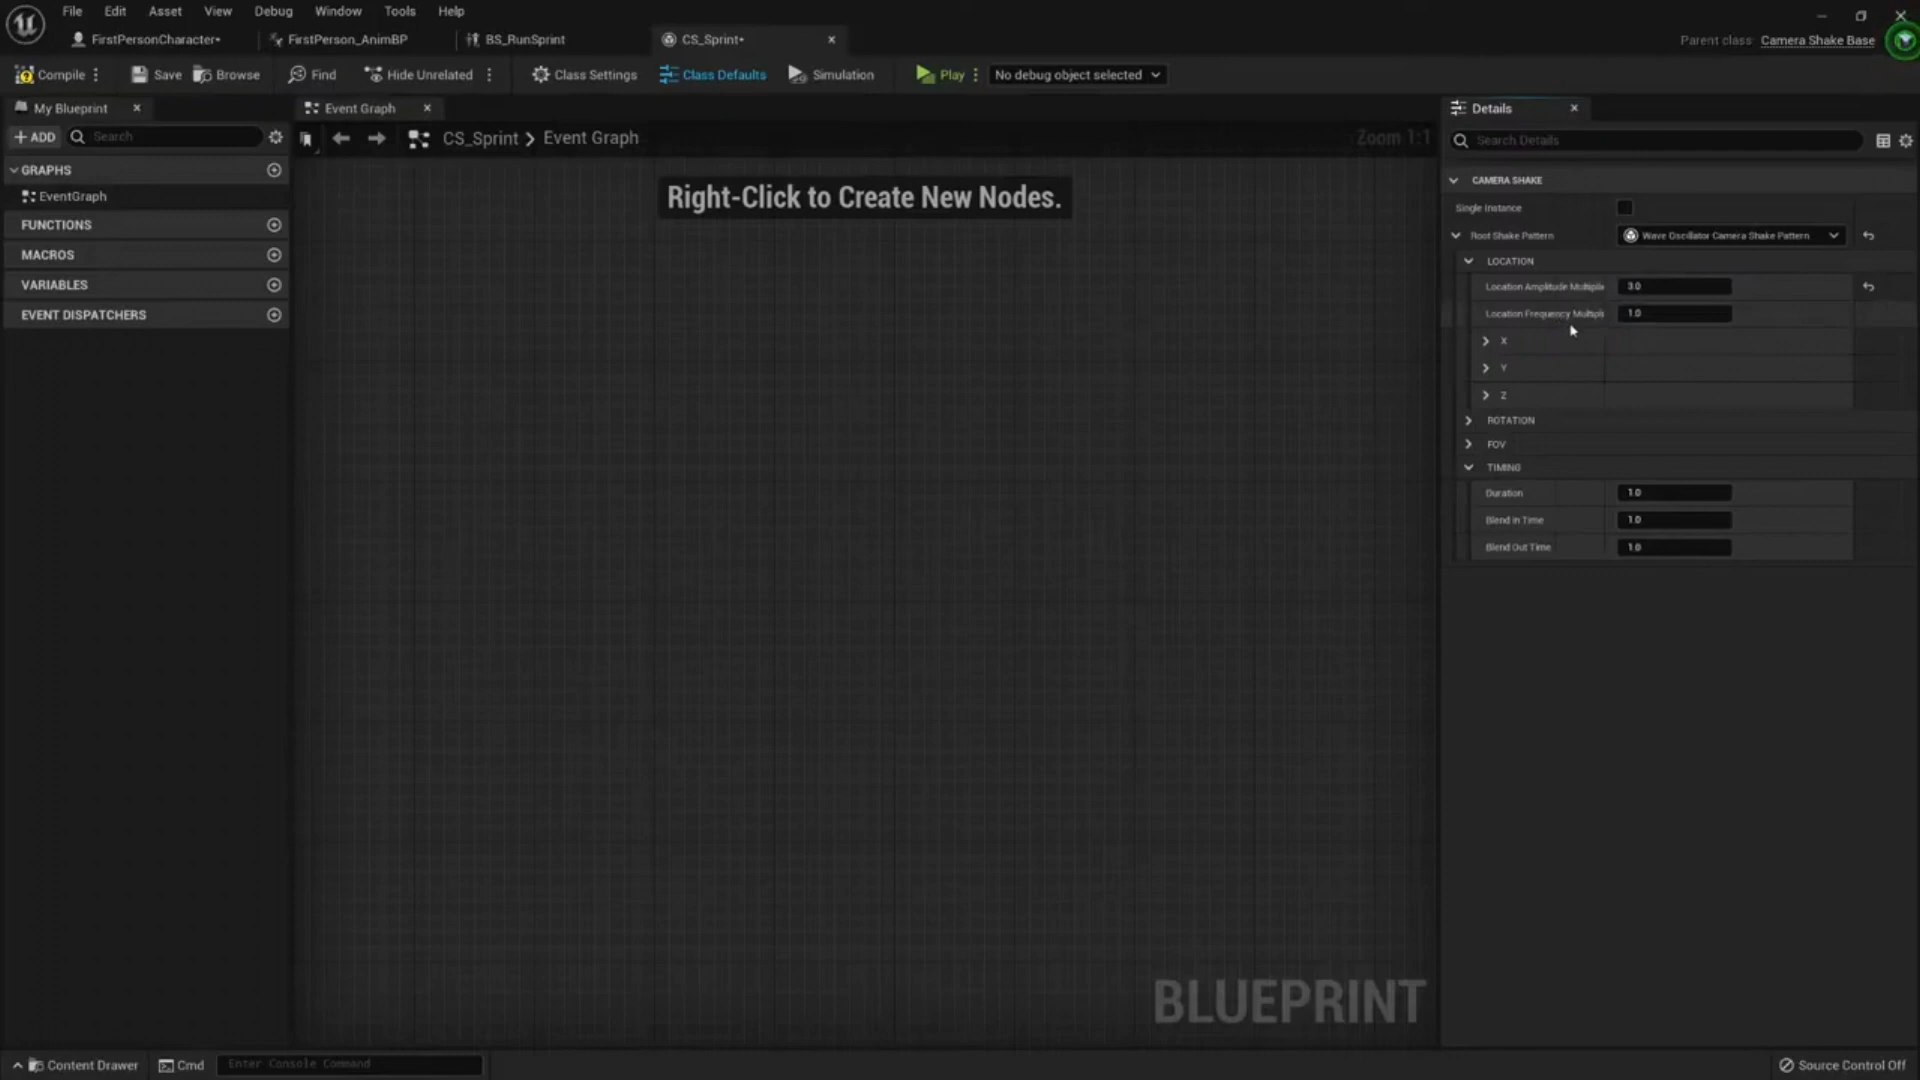 File Edit Asset View Debug Window Tools Help
FirstPersonCharacter• FirstPerson_AnimBP BS_RunSprint CS_Sprint•
Parent class: Camera Shake Base
Compile Save Browse Find Hide Unrelated Class Settings Class Defaults Simulation Play No debug object selected
My Blueprint
ADD Search
GRAPHS
EventGraph
FUNCTIONS
MACROS
VARIABLES
EVENT DISPATCHERS
Event Graph
CS_Sprint > Event Graph
Zoom 1:1
Right-Click to Create New Nodes.
BLUEPRINT
Details
Search Details
CAMERA SHAKE
Single Instance
Root Shake Pattern Wave Oscillator Camera Shake Pattern
LOCATION
Location Amplitude Multiplie 3.0
Location Frequency Multipli 1.0
X
Y
Z
ROTATION
FOV
TIMING
Duration 1.0
Blend in Time 1.0
Blend Out Time 1.0
Content Drawer Cmd Enter Console Command
Source Control Off